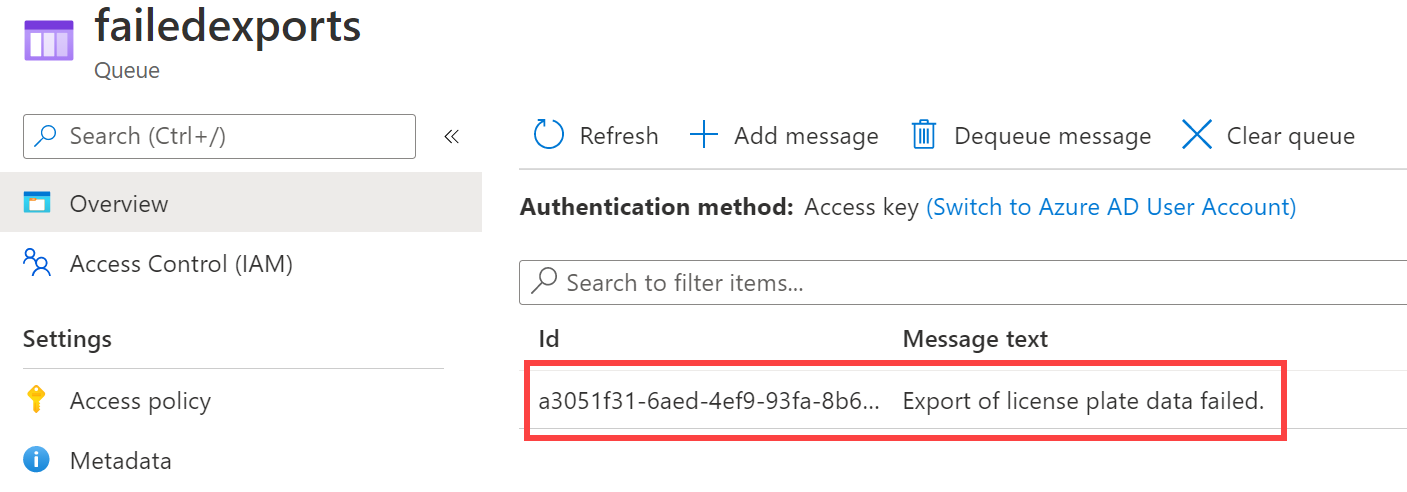 failedexports
Queue
Search (Ctrl+/)
«
Refresh
Add message
Dequeue message
Clear queue
Overview
Authentication method: Access key (Switch to Azure AD User Account)
Access Control (IAM)
Search to filter items...
Settings
Id
Message text
Access policy
a3051f31-6aed-4ef9-93fa-8b6...
Export of license plate data failed.
Metadata